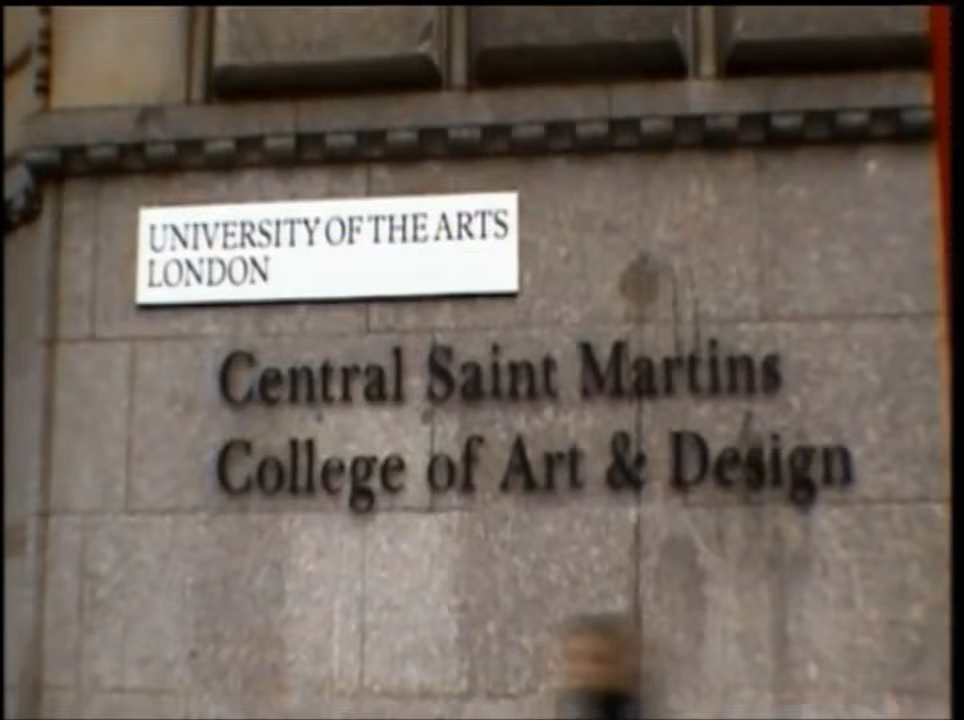 UNIVERSITY OF THE ARTS
LONDON
Central Saint Martins
College of Art & Design